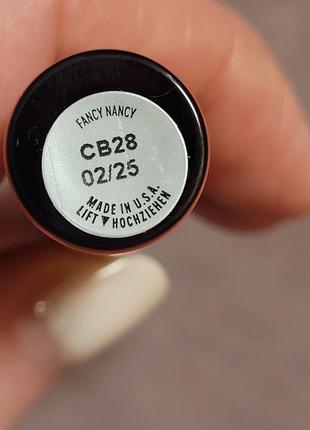 FANCY NANCY
CB28
02/25
MADE IN U.S.A.
LIFT ▼ HOCHZIEHEN